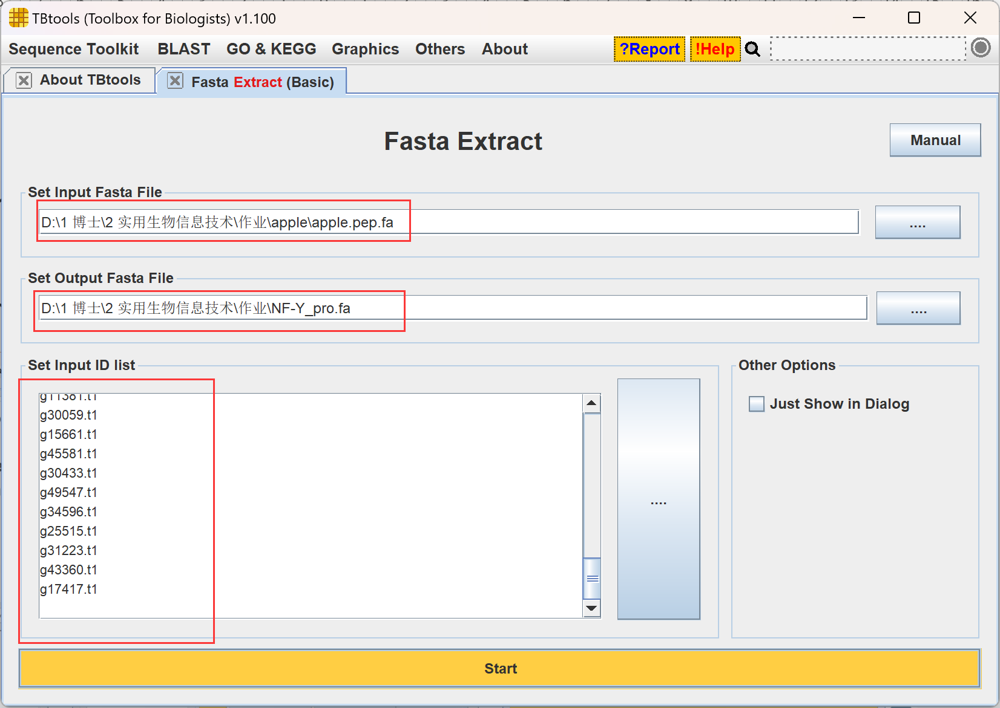 TBtools (Toolbox for Biologists) v1.100
Sequence Toolkit BLAST GO & KEGG Graphics Others About ?Report !Help
About TBtools Fasta Extract (Basic)
Fasta Extract
Manual
Set Input Fasta File
D:\1 博士\2 实用生物信息技术\作业\apple\apple.pep.fa
....
Set Output Fasta File
D:\1 博士\2 实用生物信息技术\作业\NF-Y_pro.fa
....
Set Input ID list
g11381.t1
g30059.t1
g15661.t1
g45581.t1
g30433.t1
g49547.t1
g34596.t1
g25515.t1
g31223.t1
g43360.t1
g17417.t1
....
Other Options
Just Show in Dialog
Start